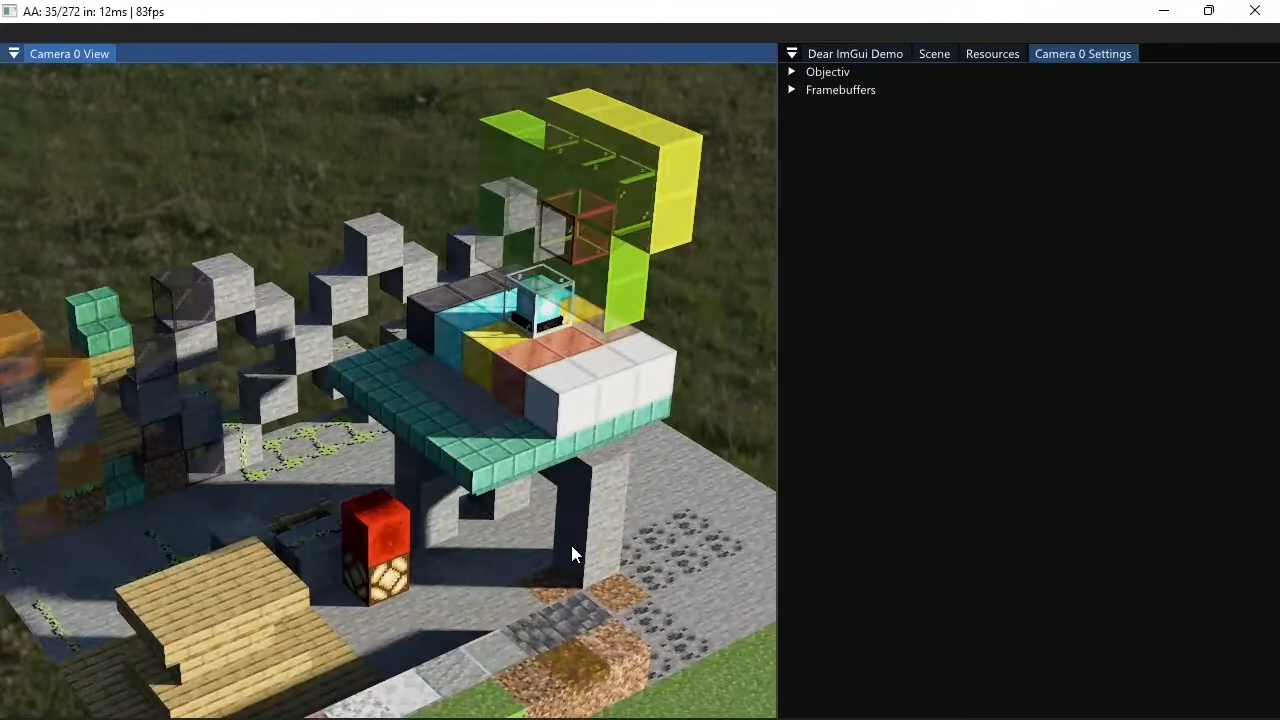 AA: 35/272 in: 12ms | 83fps
Camera 0 View
Dear ImGui Demo Scene Resources Camera 0 Settings
Objectiv
Framebuffers